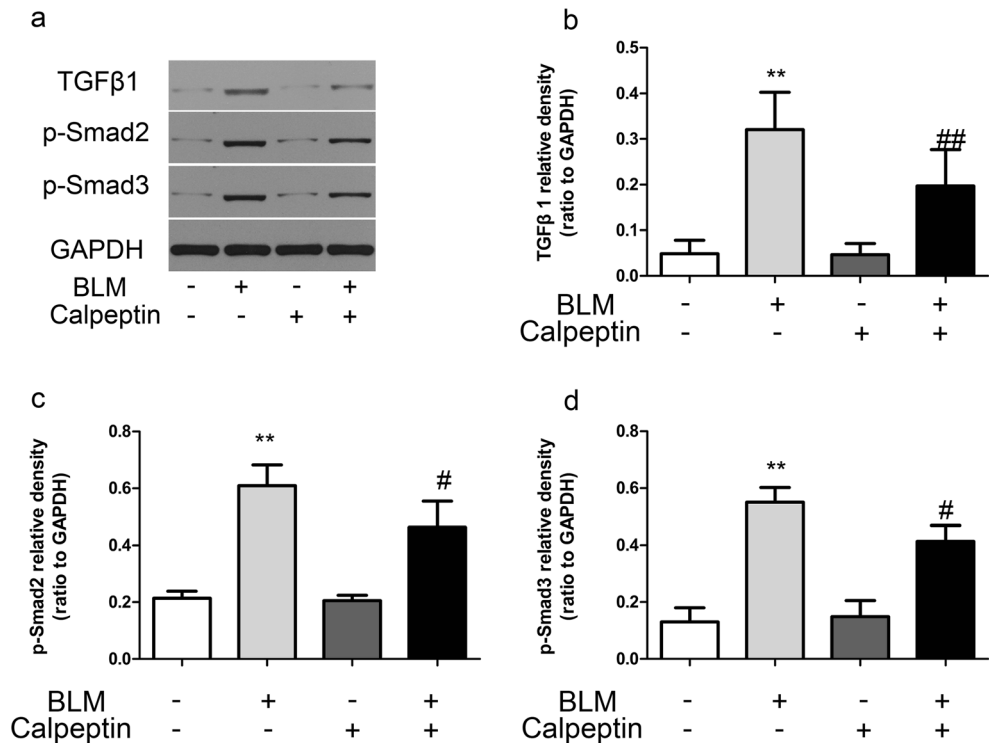 a
TGFβ1
p-Smad2
p-Smad3
GAPDH
BLM - + - +
Calpeptin - - + +
b
TGFβ 1 relative density
(ratio to GAPDH)
0.5
0.4
0.3
0.2
0.1
0.0
**
##
BLM - + - +
Calpeptin - - + +
c
p-Smad2 relative density
(ratio to GAPDH)
0.8
0.6
0.4
0.2
0.0
**
#
BLM - + - +
Calpeptin - - + +
d
p-Smad3 relative density
(ratio to GAPDH)
0.8
0.6
0.4
0.2
0.0
**
#
BLM - + - +
Calpeptin - - + +